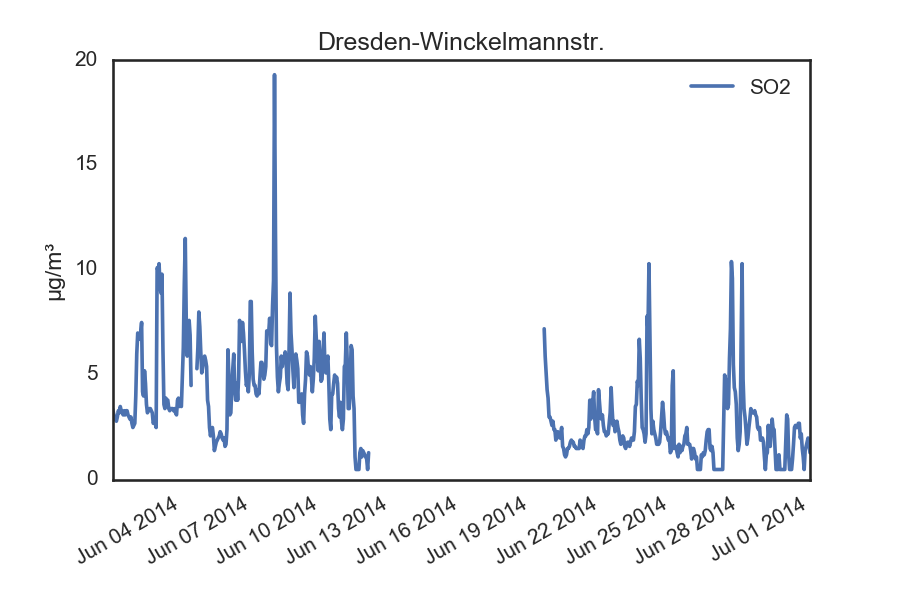 Dresden-Winckelmannstr.
SO2
µg/m³
20
15
10
5
0
Jun 04 2014
Jun 07 2014
Jun 10 2014
Jun 13 2014
Jun 16 2014
Jun 19 2014
Jun 22 2014
Jun 25 2014
Jun 28 2014
Jul 01 2014